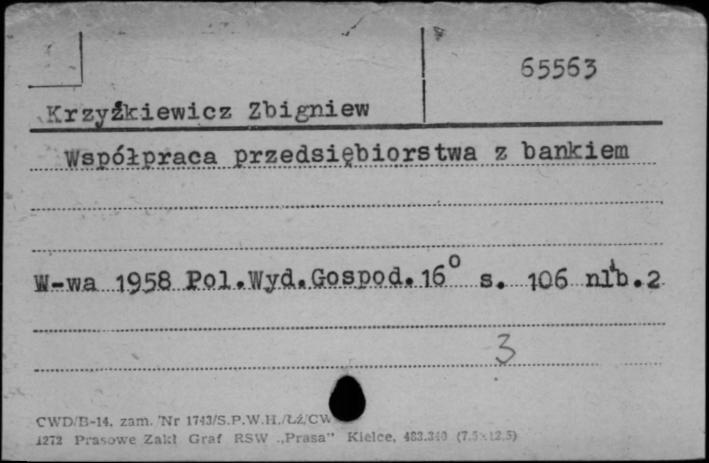 65563
Krzyżkiewicz Zbigniew
Współpraca przedsiębiorstwa z bankiem
W-wa 1958 Pol.Wyd.Gospod.16° s. 106 nlb.2
3
CWD/B-14. zam. Nr 1743/S.P.W.H./Łź/CW
1272 Prasowe Zakł Graf RSW „Prasa" Kielce, 483.340 (7.5x12.5)